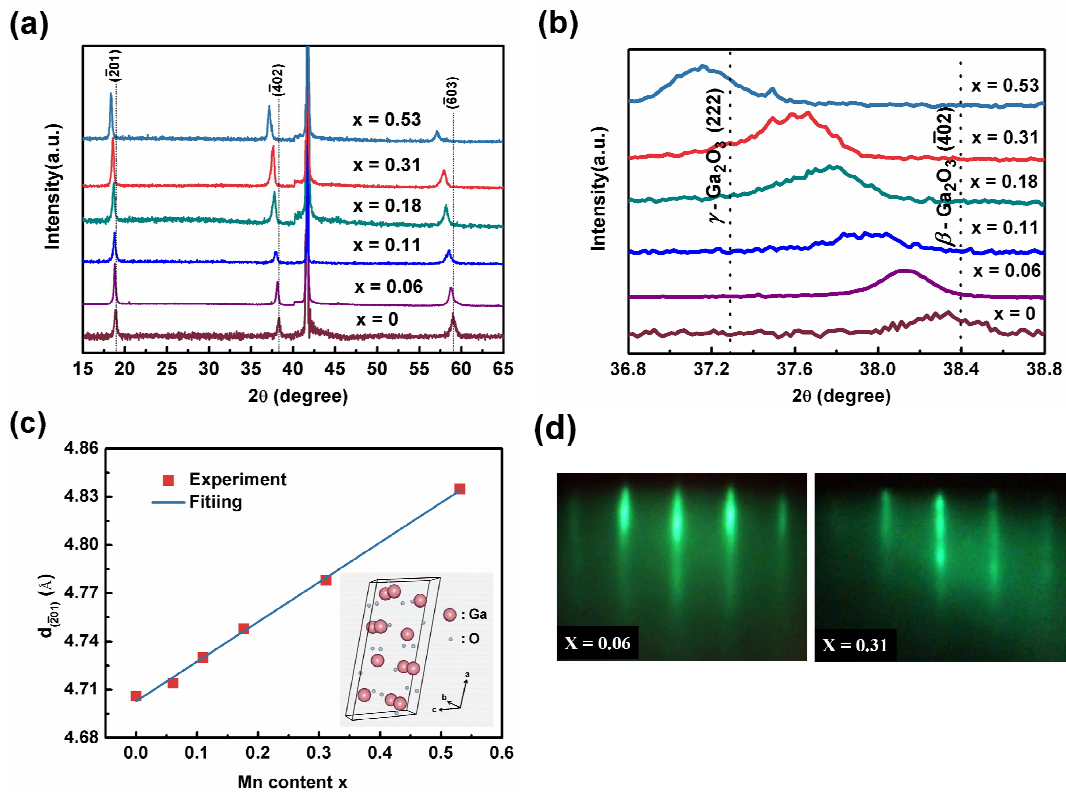 (a)
(2̄01)
(4̄02)
(6̄03)
x = 0.53
x = 0.31
x = 0.18
x = 0.11
x = 0.06
x = 0
Intensity(a.u.)
15 20 25 30 35 40 45 50 55 60 65
2θ (degree)
(b)
x = 0.53
x = 0.31
x = 0.18
x = 0.11
x = 0.06
x = 0
γ - Ga2O3 (222)
β - Ga2O3 (4̄02)
Intensity(a.u.)
36.8 37.2 37.6 38.0 38.4 38.8
2θ (degree)
(c)
4.86
4.83
4.80
4.77
4.74
4.71
4.68
d(2̄01) (Å)
Experiment
Fitiing
: Ga
: O
a
b
c
0.0 0.1 0.2 0.3 0.4 0.5 0.6
Mn content x
(d)
X = 0.06
X = 0.31